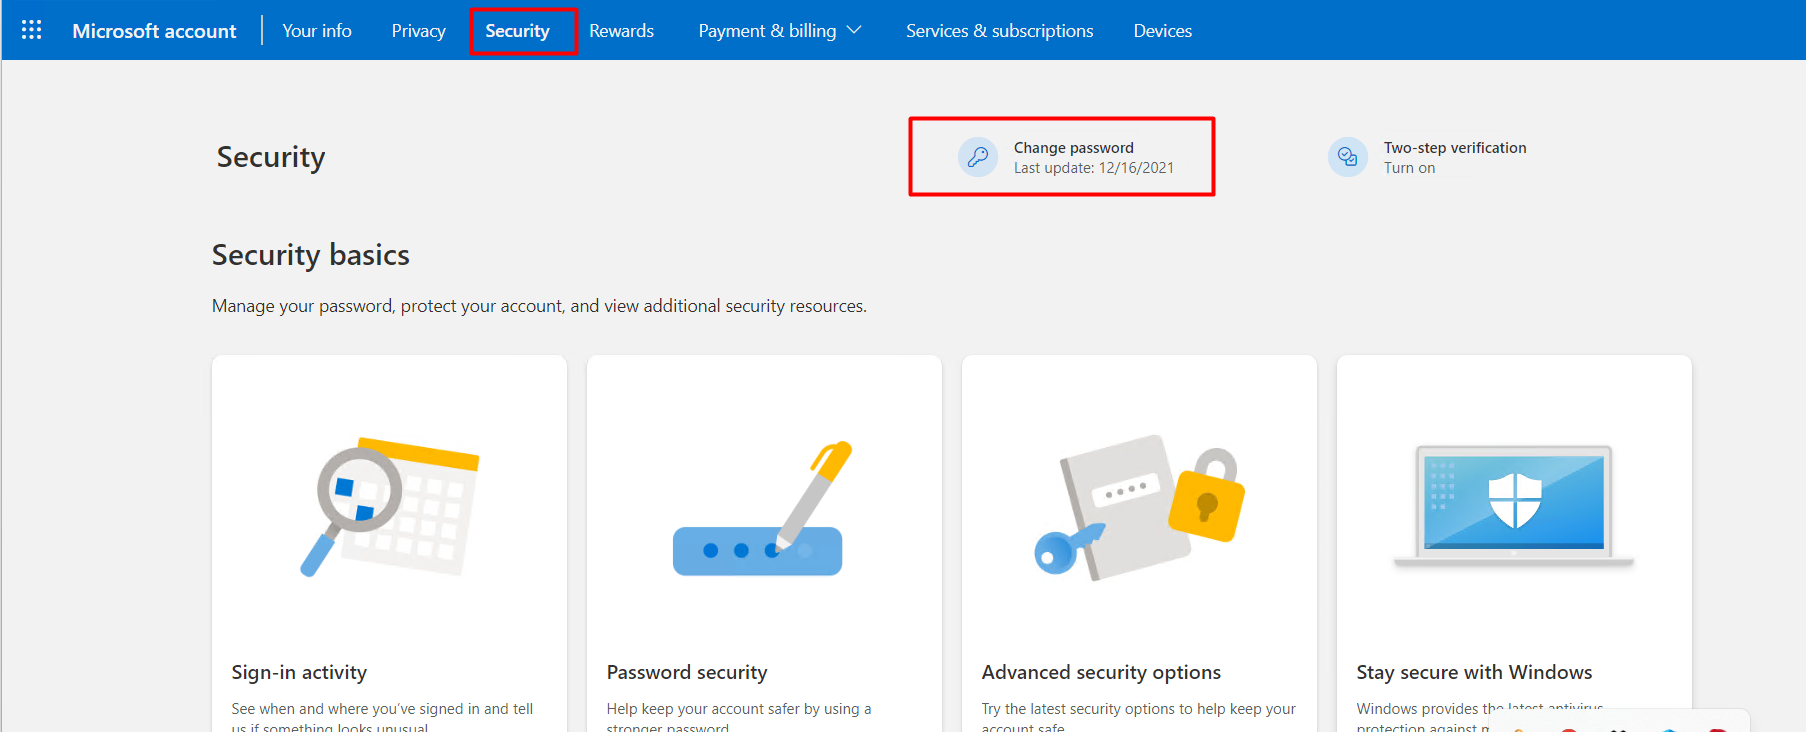 Microsoft account Your info Privacy Security Rewards Payment & billing Services & subscriptions Devices
Security
Change password
Last update: 12/16/2021
Two-step verification
Turn on
Security basics
Manage your password, protect your account, and view additional security resources.
Sign-in activity
See when and where you've signed in and tell
us if something looks unusual.
Password security
Help keep your account safer by using a
stronger password.
Advanced security options
Try the latest security options to help keep your
account safe.
Stay secure with Windows
Windows provides the latest antivirus
protection against